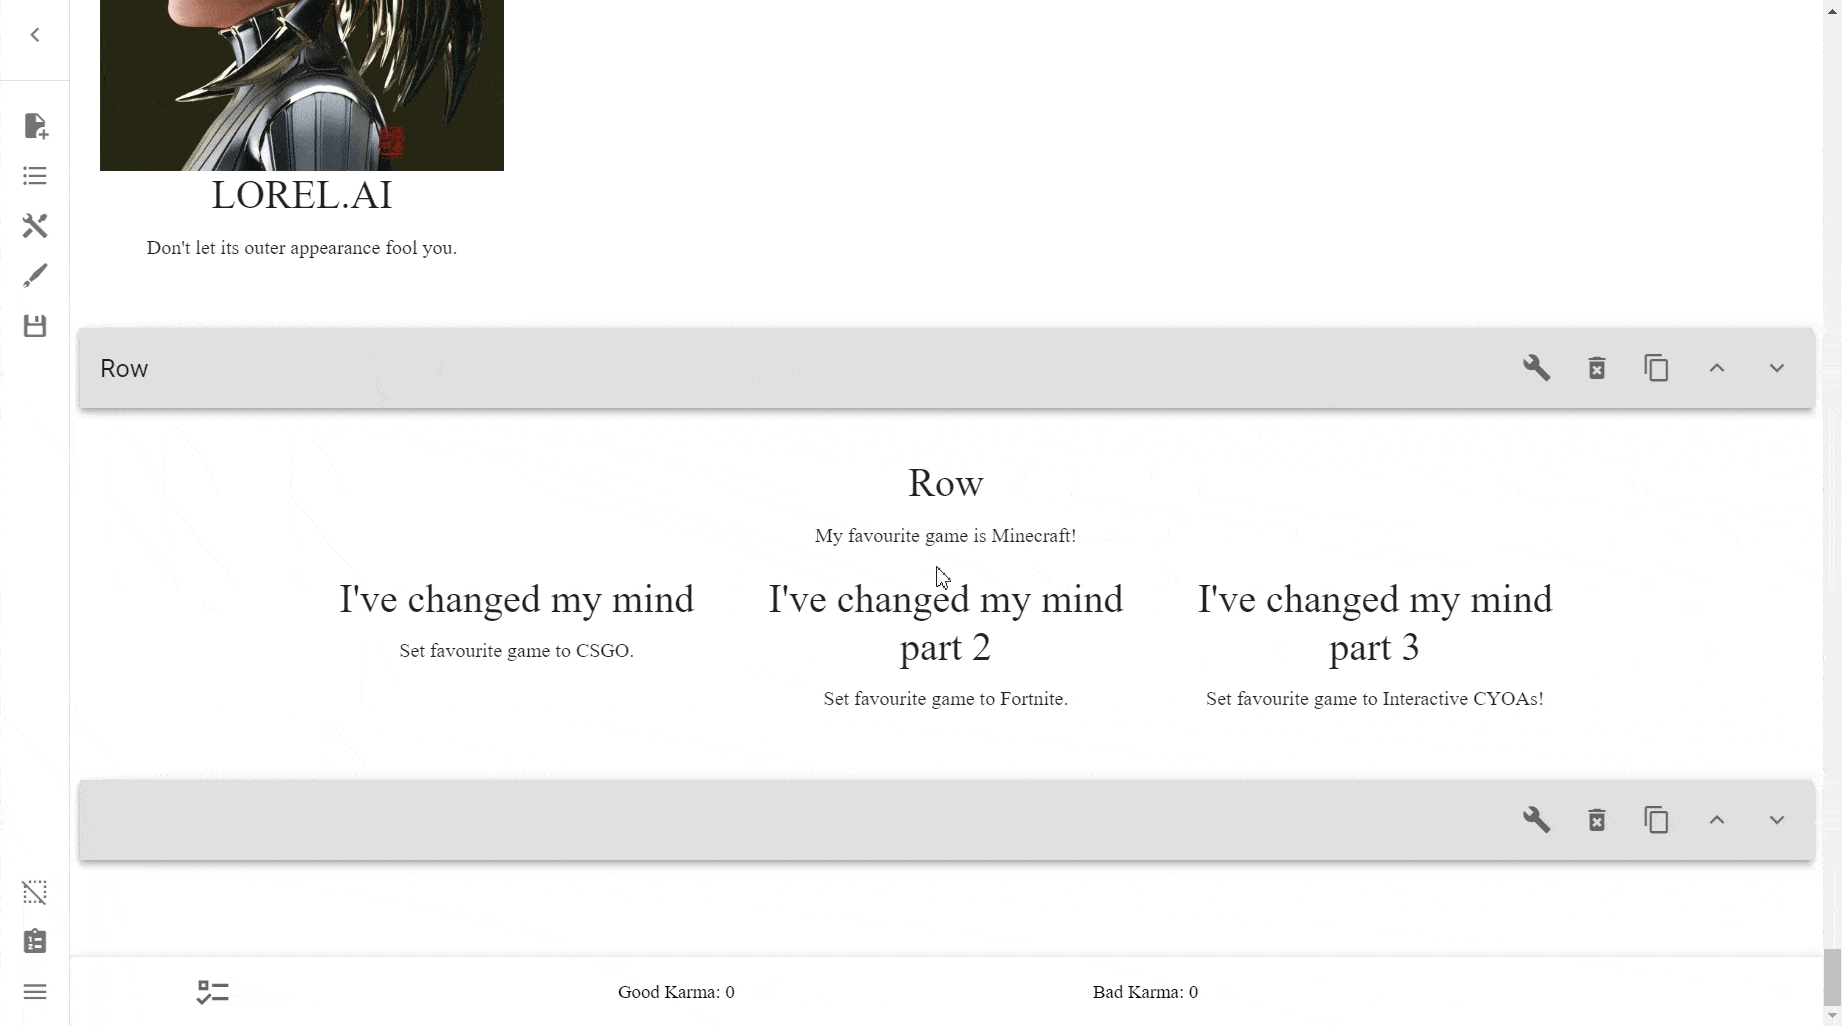 LOREL.AI
Don't let its outer appearance fool you.
Row
Row
My favourite game is Minecraft!
I've changed my mind
Set favourite game to CSGO.
I've changed my mind
part 2
Set favourite game to Fortnite.
I've changed my mind
part 3
Set favourite game to Interactive CYOAs!
Good Karma: 0
Bad Karma: 0